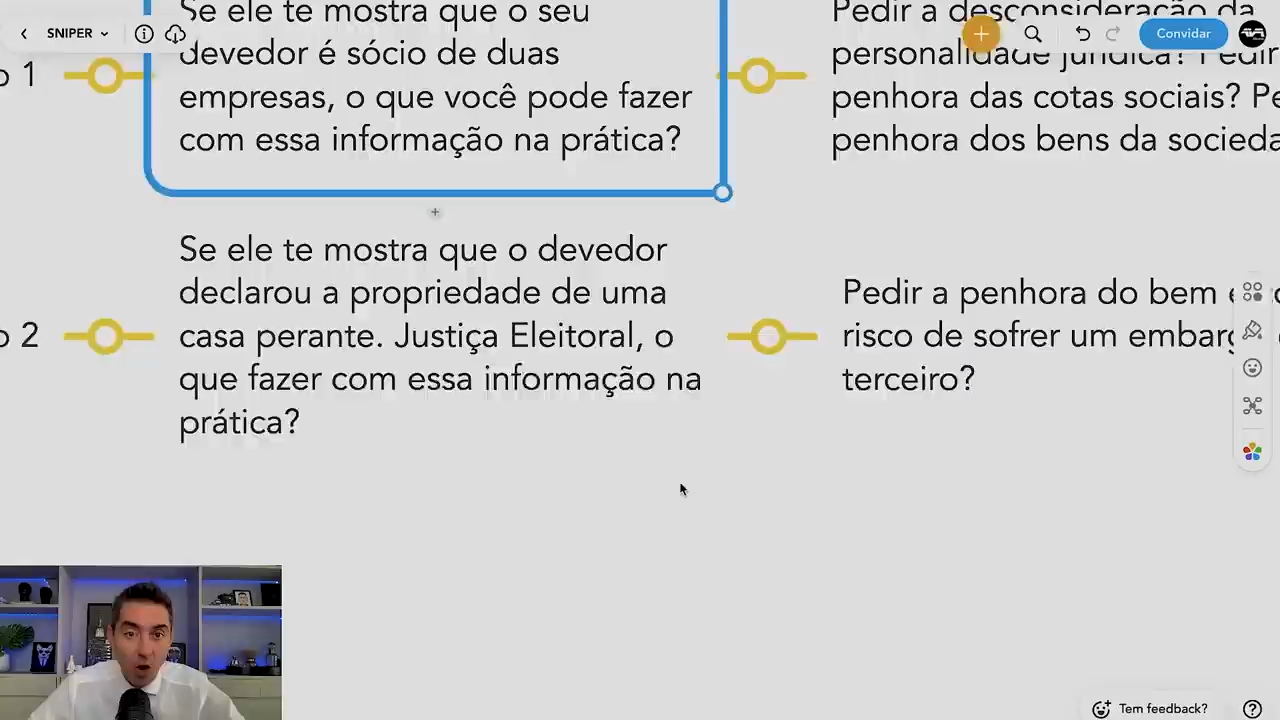 SNIPER
Convidar
o 1
Se ele te mostra que o seu
devedor é sócio de duas
empresas, o que você pode fazer
com essa informação na prática?
Pedir a desconsideração da
personalidade jurídica? Pedir
penhora das cotas sociais?
penhora dos bens da
o 2
Se ele te mostra que o devedor
declarou a propriedade de uma
casa perante. Justiça Eleitoral, o
que fazer com essa informação na
prática?
Pedir a penhora do bem
risco de sofrer um
terceiro?
Tem feedback?